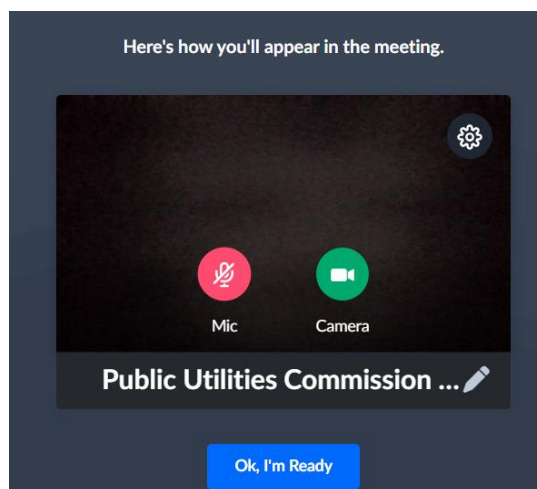 Here's how you'll appear in the meeting.
Mic
Camera
Public Utilities Commission ...
Ok, I'm Ready